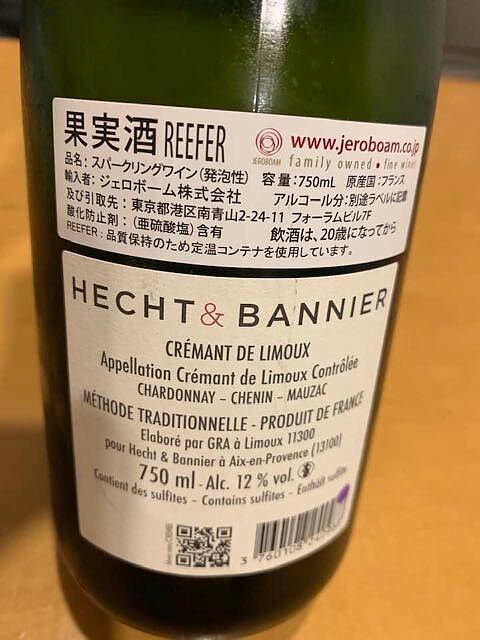 果実酒 REEFER
JEROBOAM
www.jeroboam.co.jp
family owned • fine wines
品名: スパークリングワイン(発泡性) 容量:750mL 原産国:フランス
輸入者: ジェロボーム株式会社 アルコール分:別途ラベルに記載
及び引取先: 東京都港区南青山2-24-11 フォーラムビル7F
酸化防止剤: (亜硫酸塩)含有 飲酒は、20歳になってから
REEFER: 品質保持のため定温コンテナを使用しています。
HECHT & BANNIER
CRÉMANT DE LIMOUX
Appellation Crémant de Limoux Contrôlée
CHARDONNAY – CHENIN – MAUZAC
MÉTHODE TRADITIONNELLE - PRODUIT DE FRANCE
Elaboré par GRA à Limoux 11300
pour Hecht & Bannier à Aix-en-Provence (13100)
750 ml - Alc. 12 % vol.
Contient des sulfites – Contains sulfites – Enthält sulfite
3 760108